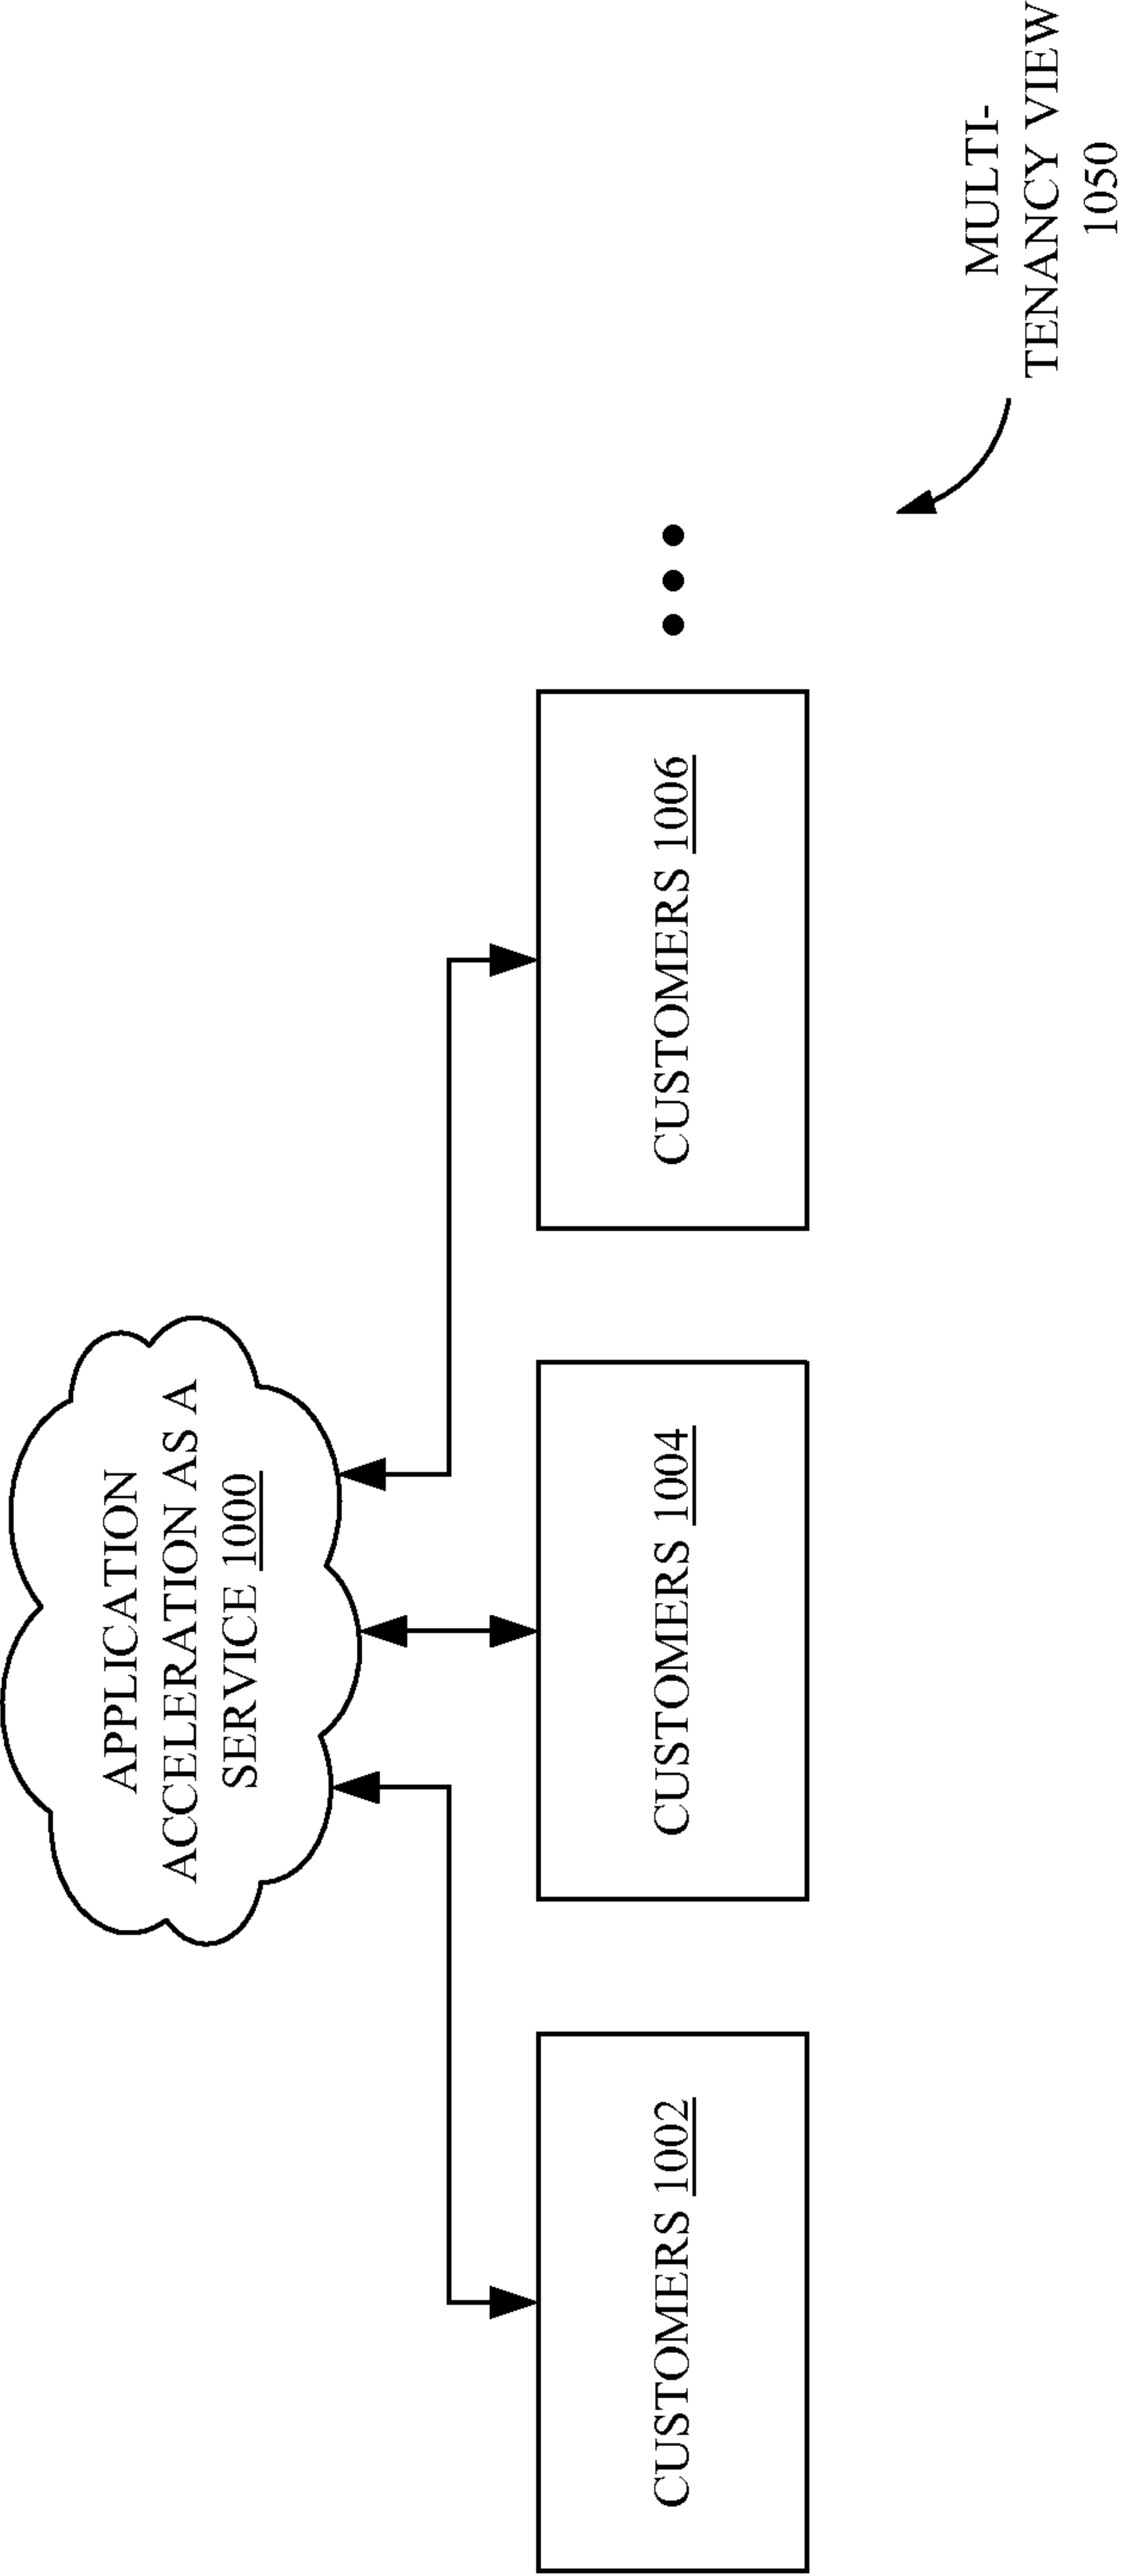 APPLICATION
ACCELERATION AS A
SERVICE 1000
CUSTOMERS 1002
CUSTOMERS 1004
CUSTOMERS 1006
MULTI-
TENANCY VIEW
1050